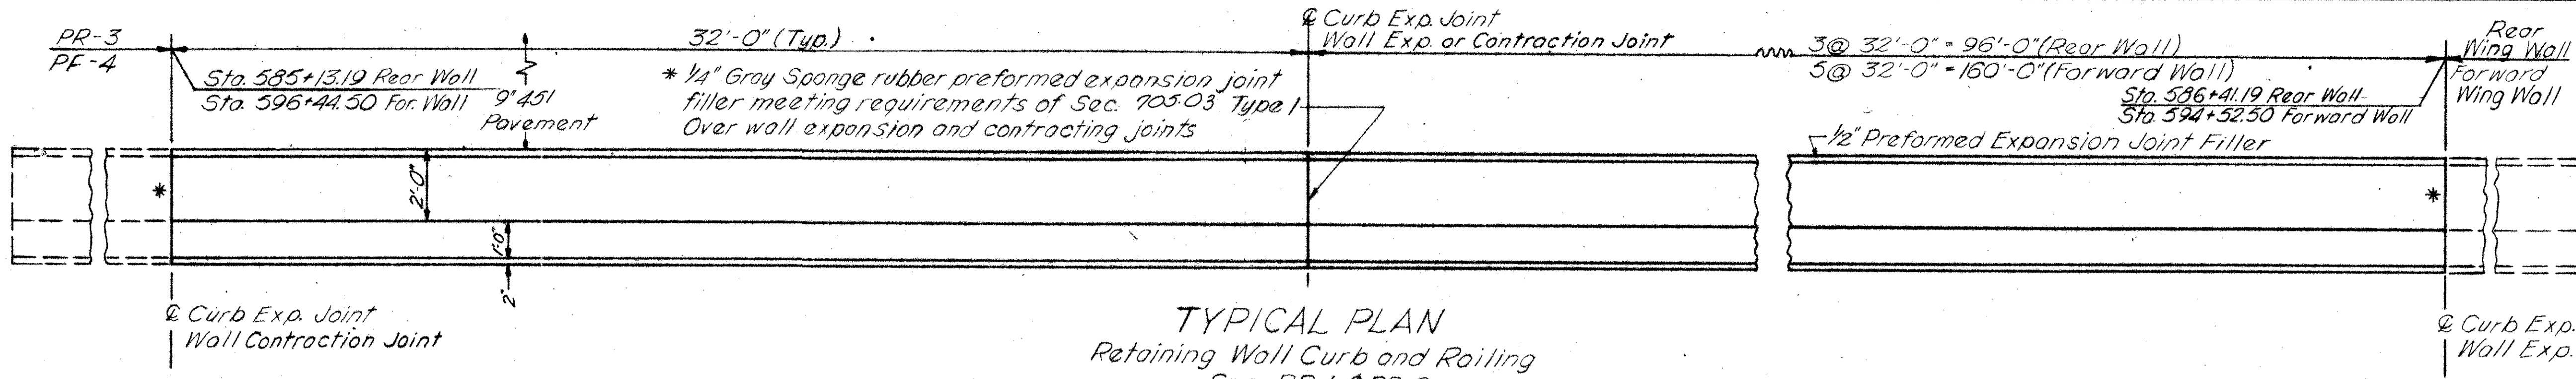 PR-3
PF-4
32'-0" (Typ.)
℄ Curb Exp. Joint
Wall Exp. or Contraction Joint
3@ 32'-0" = 96'-0" (Rear Wall)
5@ 32'-0" = 160'-0" (Forward Wall)
Rear
Wing Wall
Forward
Wing Wall
Sta. 585+13.19 Rear Wall
Sta. 596+44.50 For. Wall
9" 451
Pavement
* 1/4" Gray Sponge rubber preformed expansion joint
filler meeting requirements of Sec. 705.03 Type 1
Over wall expansion and contracting joints
Sta. 586+41.19 Rear Wall
Sta. 594+52.50 Forward Wall
1/2" Preformed Expansion Joint Filler
*
2'-0"
*
1'-0"
2"
℄ Curb Exp. Joint
Wall Contraction Joint
℄ Curb Exp.
Wall Exp.
TYPICAL PLAN
Retaining Wall Curb and Railing